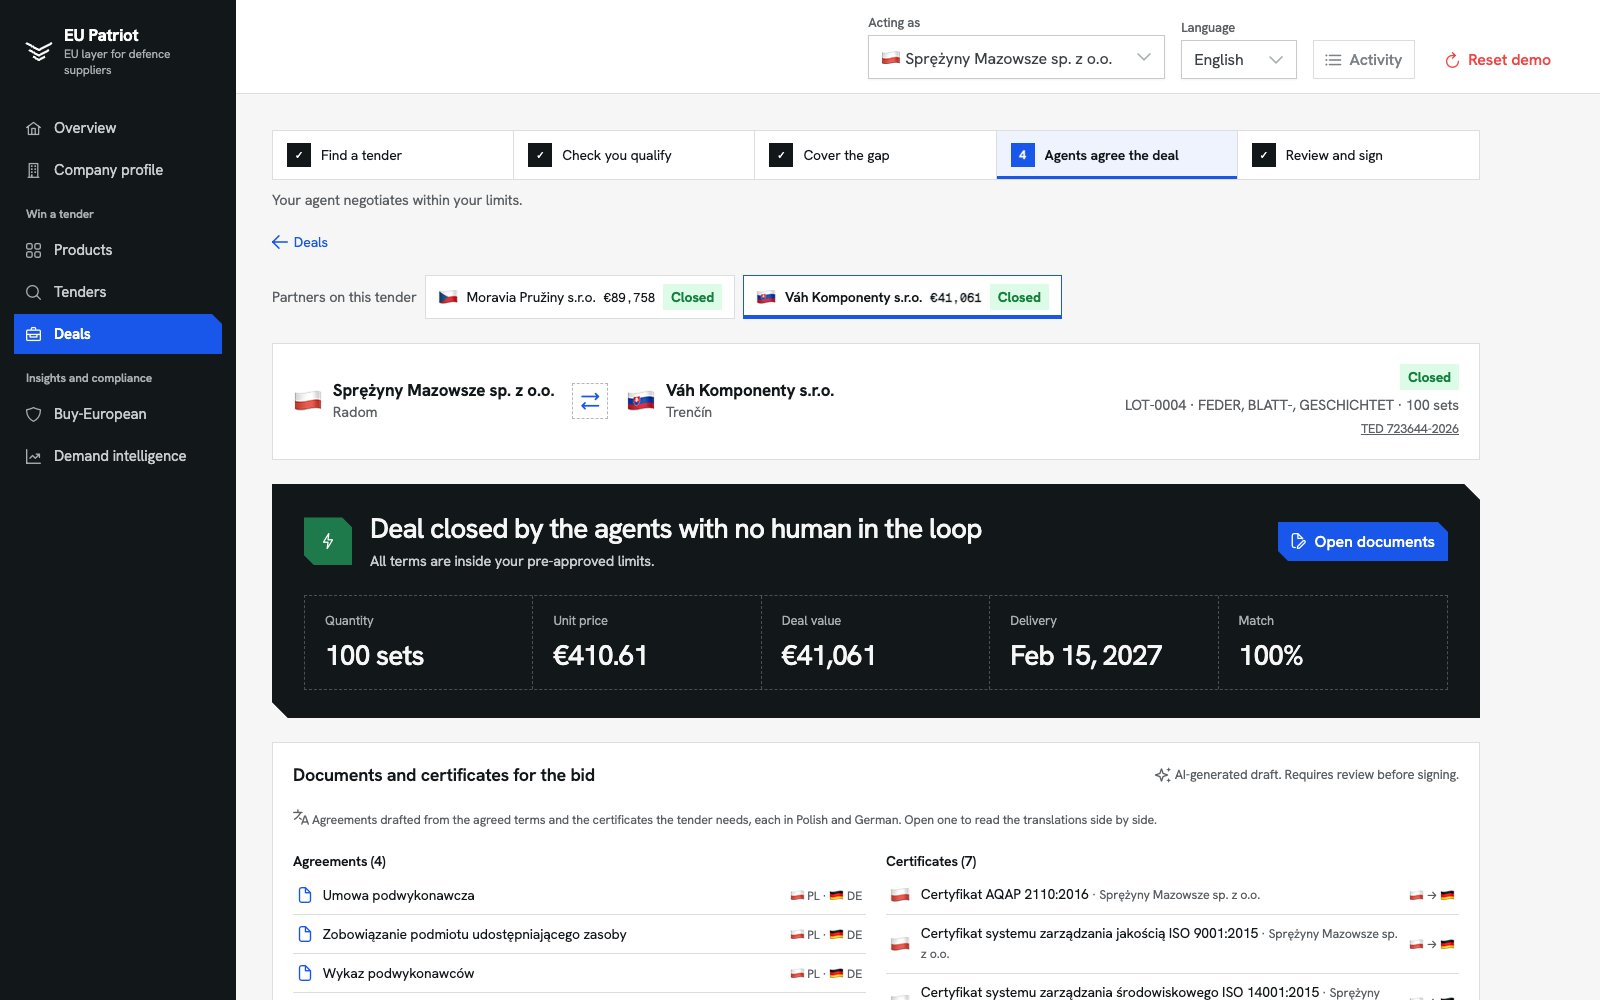 EU Patriot
EU layer for defence
suppliers
Overview
Company profile
Win a tender
Products
Tenders
Deals
Insights and compliance
Buy-European
Demand intelligence
Acting as
Sprężyny Mazowsze sp. z o.o.
Language
English
Activity
Reset demo
✓ Find a tender
✓ Check you qualify
✓ Cover the gap
4 Agents agree the deal
✓ Review and sign
Your agent negotiates within your limits.
← Deals
Partners on this tender
Moravia Pružiny s.r.o. €89,758 Closed
Váh Komponenty s.r.o. €41,061 Closed
Sprężyny Mazowsze sp. z o.o.
Radom
Váh Komponenty s.r.o.
Trenčín
Closed
LOT-0004 · FEDER, BLATT-, GESCHICHTET · 100 sets
TED 723644-2026
Deal closed by the agents with no human in the loop
All terms are inside your pre-approved limits.
Open documents
Quantity
100 sets
Unit price
€410.61
Deal value
€41,061
Delivery
Feb 15, 2027
Match
100%
Documents and certificates for the bid
AI-generated draft. Requires review before signing.
Agreements drafted from the agreed terms and the certificates the tender needs, each in Polish and German. Open one to read the translations side by side.
Agreements (4)
Umowa podwykonawcza PL · DE
Zobowiązanie podmiotu udostępniającego zasoby PL · DE
Wykaz podwykonawców PL · DE
Certificates (7)
Certyfikat AQAP 2110:2016 · Sprężyny Mazowsze sp. z o.o. →
Certyfikat systemu zarządzania jakością ISO 9001:2015 · Sprężyny Mazowsze sp.
z o.o. →
Certyfikat systemu zarządzania środowiskowego ISO 14001:2015 · Sprężyny